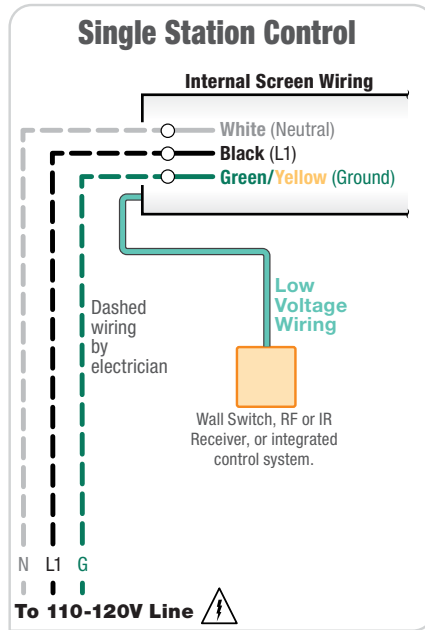 Single Station Control
Internal Screen Wiring
White (Neutral)
Black (L1)
Green/Yellow (Ground)
Low
Voltage
Wiring
Dashed
wiring
by
electrician
Wall Switch, RF or IR
Receiver, or integrated
control system.
N L1 G
To 110-120V Line